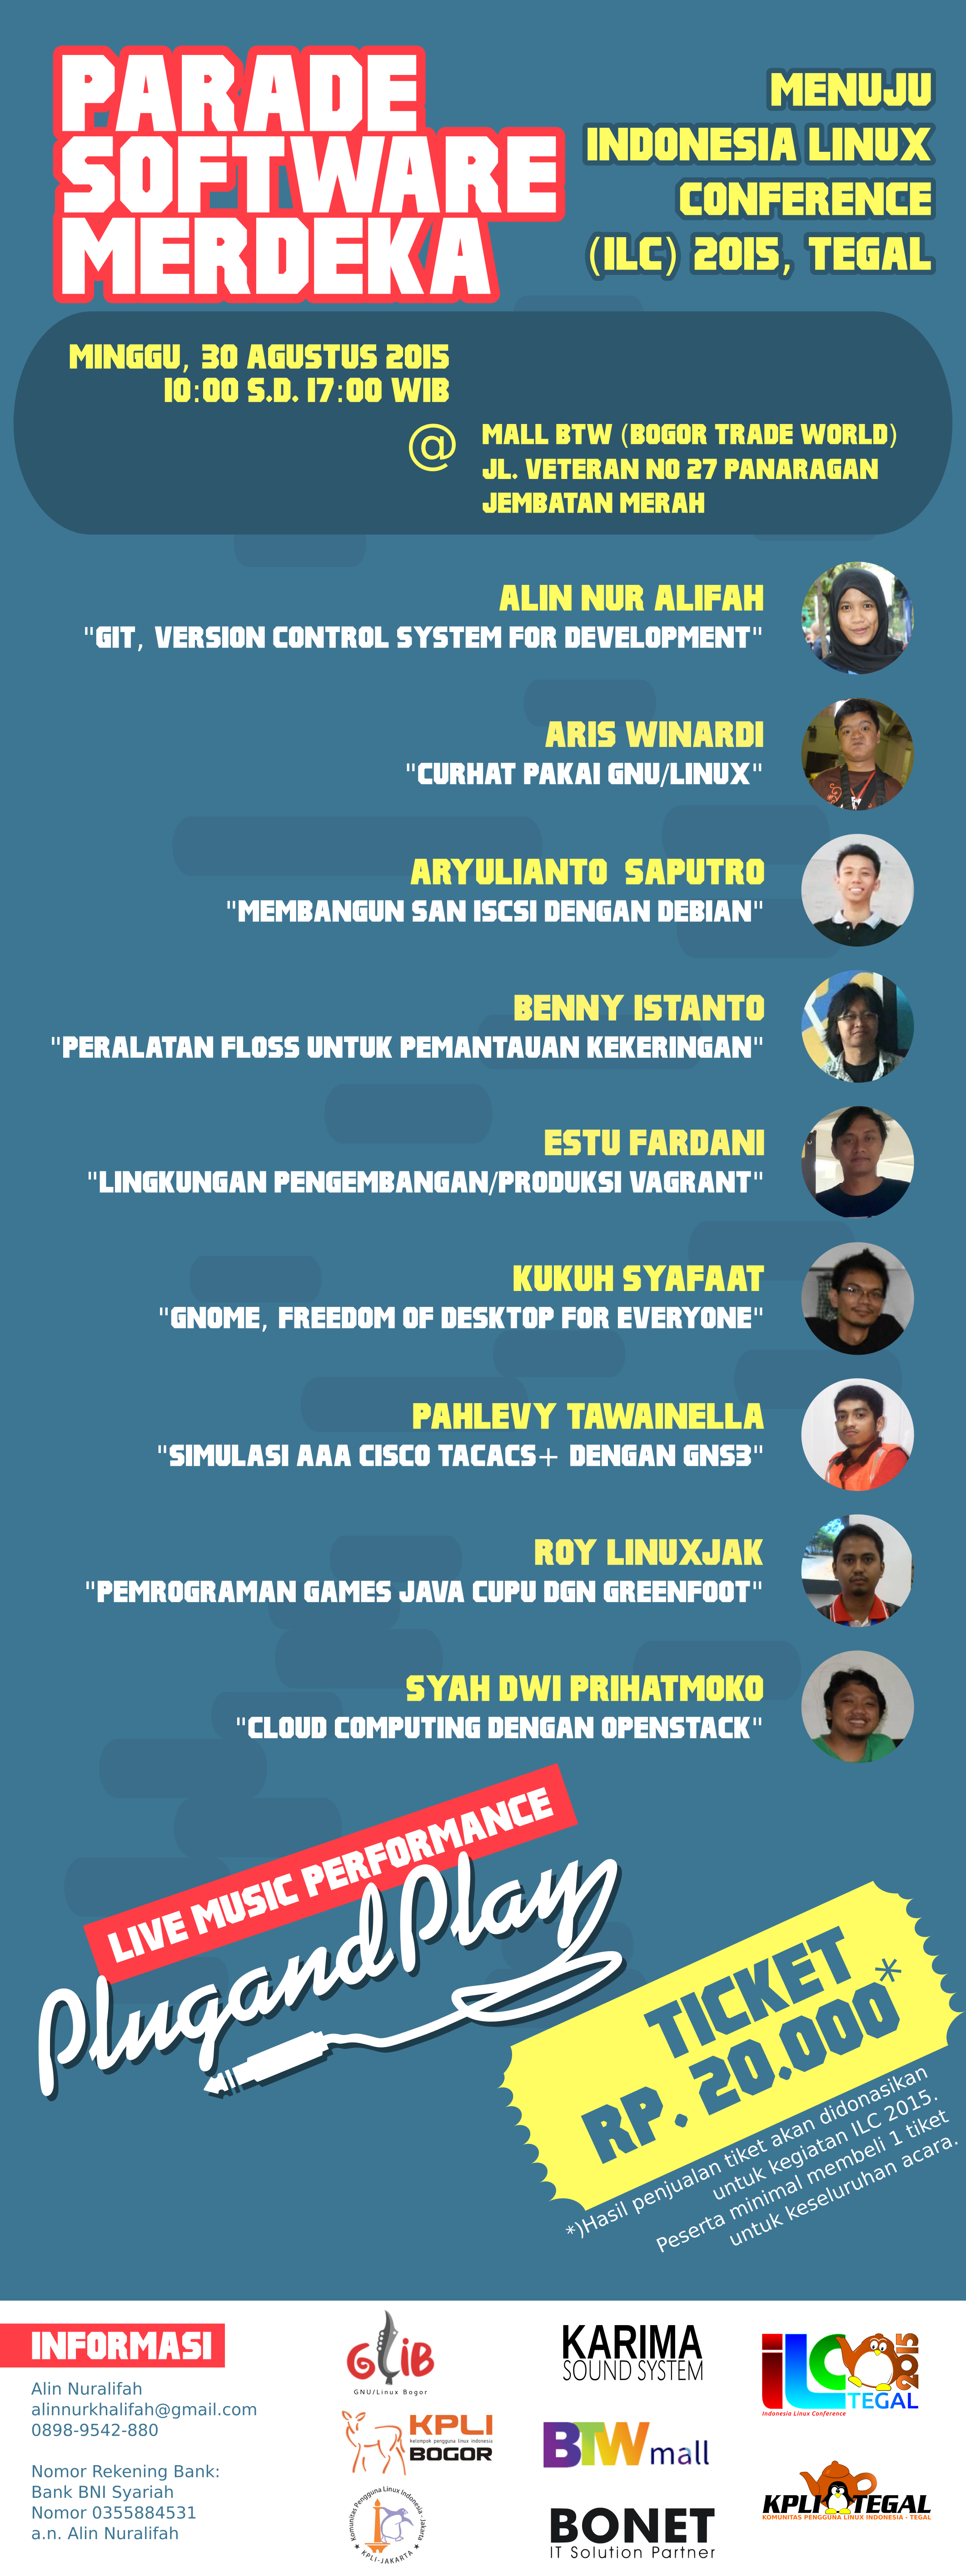 PARADE
SOFTWARE
MERDEKA
MENUJU
INDONESIA LINUX
CONFERENCE
(ILC) 2015, TEGAL
MINGGU, 30 AGUSTUS 2015
10:00 S.D. 17:00 WIB
@
MALL BTW (BOGOR TRADE WORLD)
JL. VETERAN NO 27 PANARAGAN
JEMBATAN MERAH
ALIN NUR ALIFAH
"GIT, VERSION CONTROL SYSTEM FOR DEVELOPMENT"
ARIS WINARDI
"CURHAT PAKAI GNU/LINUX"
ARYULIANTO SAPUTRO
"MEMBANGUN SAN ISCSI DENGAN DEBIAN"
BENNY ISTANTO
"PERALATAN FLOSS UNTUK PEMANTAUAN KEKERINGAN"
ESTU FARDANI
"LINGKUNGAN PENGEMBANGAN/PRODUKSI VAGRANT"
KUKUH SYAFAAT
"GNOME, FREEDOM OF DESKTOP FOR EVERYONE"
PAHLEVY TAWAINELLA
"SIMULASI AAA CISCO TACACS+ DENGAN GNS3"
ROY LINUXJAK
"PEMROGRAMAN GAMES JAVA CUPU DGN GREENFOOT"
SYAH DWI PRIHATMOKO
"CLOUD COMPUTING DENGAN OPENSTACK"
LIVE MUSIC PERFORMANCE
PlugandPlay
TICKET
RP. 20.000*
*)Hasil penjualan tiket akan didonasikan
untuk kegiatan ILC 2015.
Peserta minimal membeli 1 tiket
untuk keseluruhan acara.
INFORMASI
Alin Nuralifah
alinnurkhalifah@gmail.com
0898-9542-880
Nomor Rekening Bank:
Bank BNI Syariah
Nomor 0355884531
a.n. Alin Nuralifah
GLiB
GNU/Linux Bogor
KPLI
kelompok pengguna linux indonesia
BOGOR
Komunitas Pengguna Linux Indonesia - Jakarta
★ KPLI-JAKARTA ★
KARIMA
SOUND SYSTEM
BTW mall
BONET
IT Solution Partner
iLC 2015
TEGAL
Indonesia Linux Conference
KPLI TEGAL
KOMUNITAS PENGGUNA LINUX INDONESIA - TEGAL